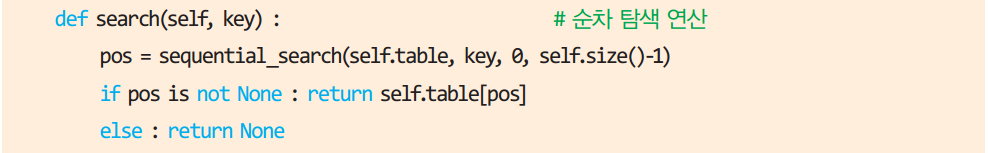 def search(self, key) : # 순차 탐색 연산
pos = sequential_search(self.table, key, 0, self.size()-1)
if pos is not None : return self.table[pos]
else : return None